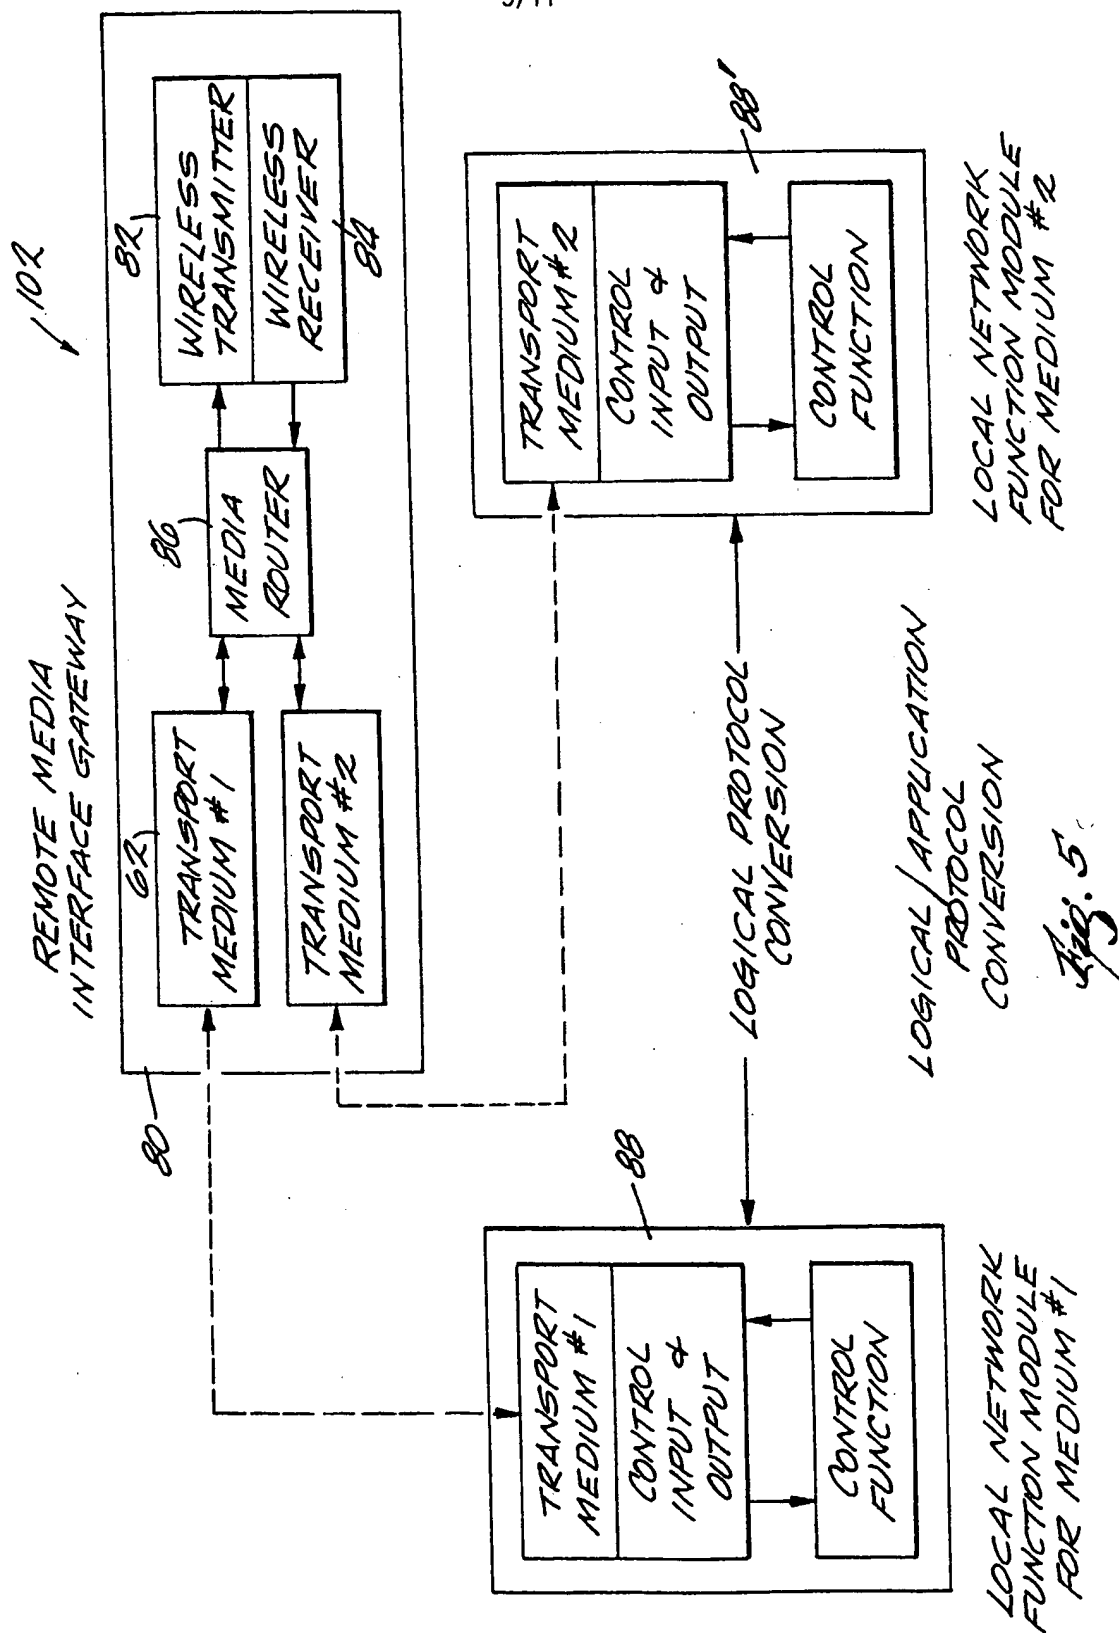 102
REMOTE MEDIA
INTERFACE GATEWAY
80
62
TRANSPORT
MEDIUM #1
TRANSPORT
MEDIUM #2
86
MEDIA
ROUTER
82
WIRELESS
TRANSMITTER
WIRELESS
RECEIVER
84
88
TRANSPORT
MEDIUM #1
CONTROL
INPUT &
OUTPUT
CONTROL
FUNCTION
LOCAL NETWORK
FUNCTION MODULE
FOR MEDIUM #1
LOGICAL PROTOCOL
CONVERSION
88'
TRANSPORT
MEDIUM #2
CONTROL
INPUT &
OUTPUT
CONTROL
FUNCTION
LOCAL NETWORK
FUNCTION MODULE
FOR MEDIUM #2
LOGICAL/APPLICATION
PROTOCOL
CONVERSION
Fig. 5